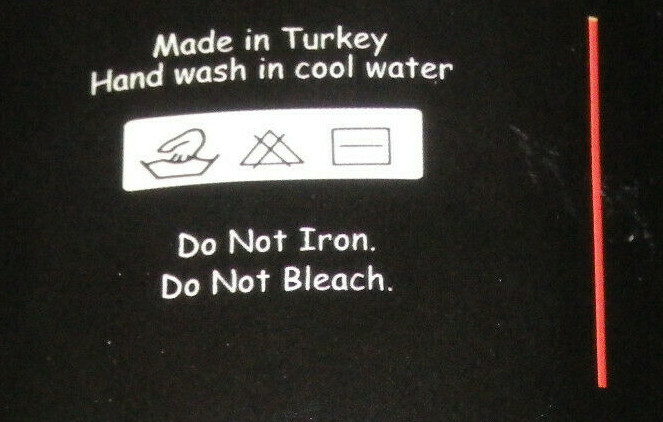 Made in Turkey
Hand wash in cool water
Do Not Iron.
Do Not Bleach.